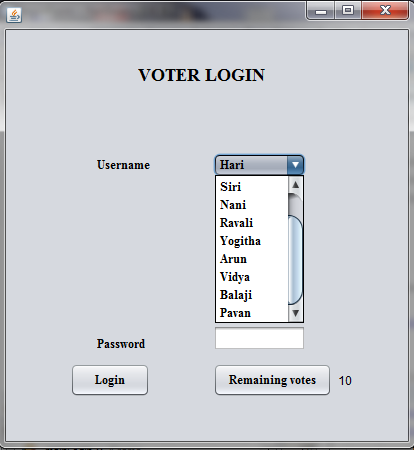 VOTER LOGIN
Username Hari
Siri
Nani
Ravali
Yogitha
Arun
Vidya
Balaji
Pavan
Password
Login Remaining votes 10